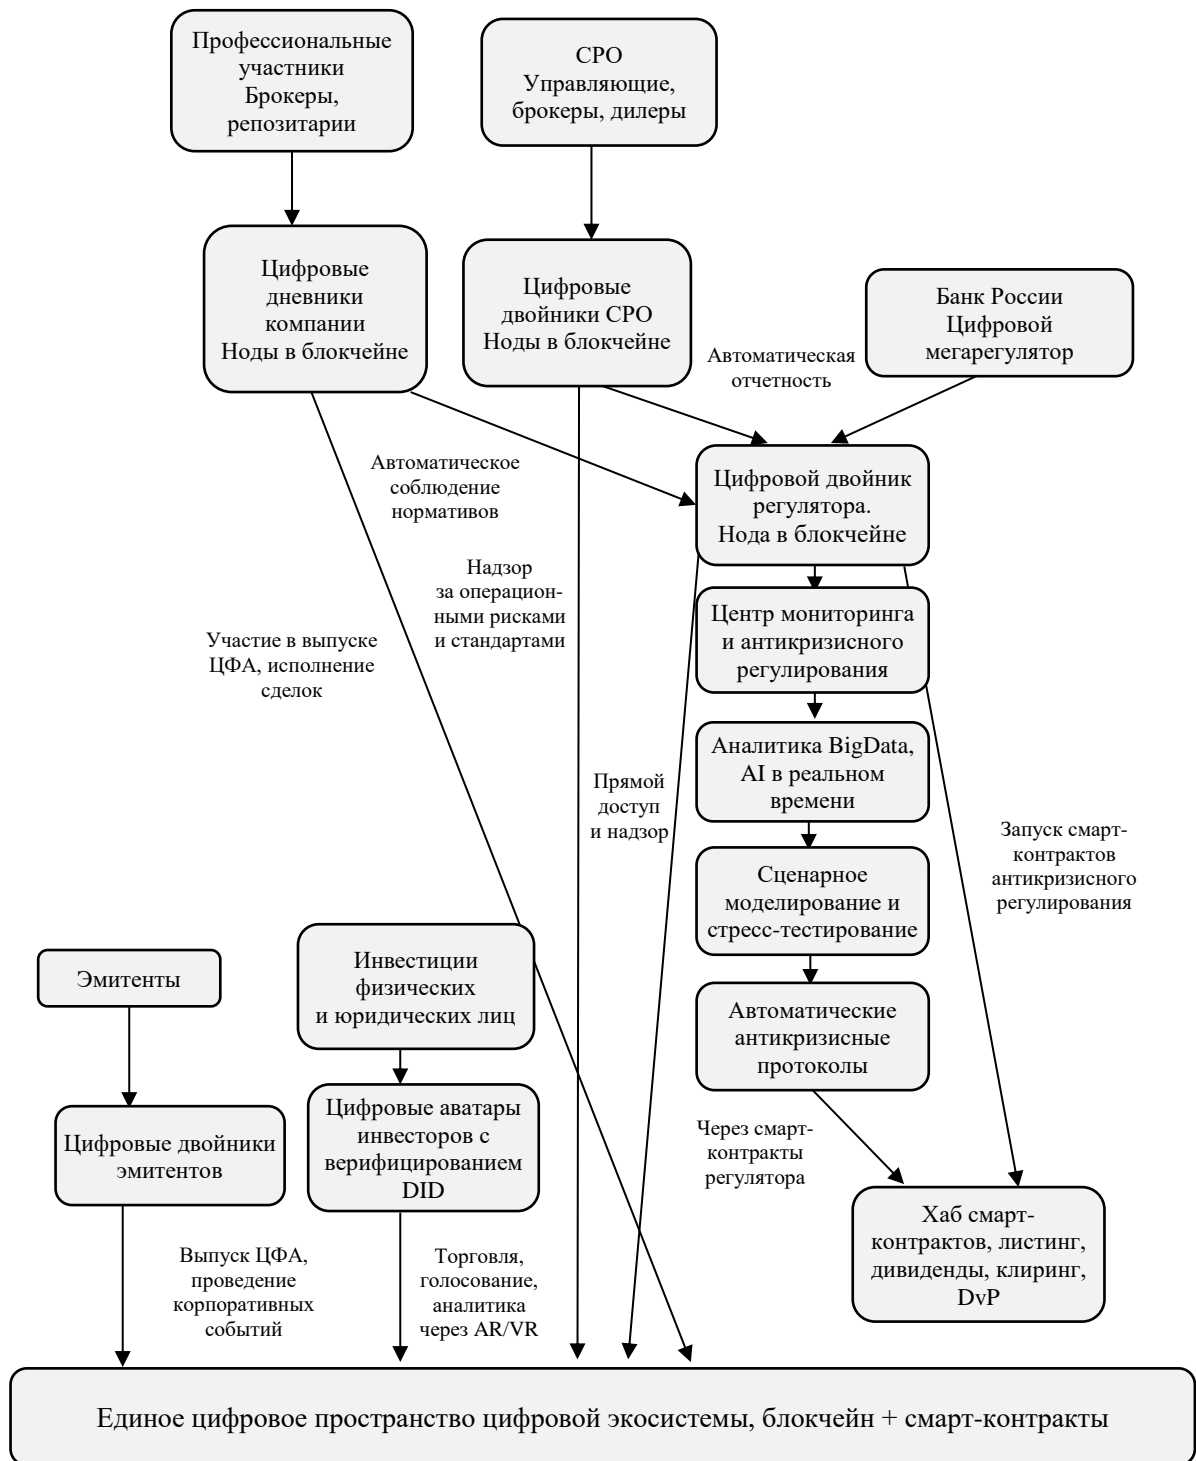 Профессиональные
участники
Брокеры,
репозитарии
СРО
Управляющие,
брокеры, дилеры
Цифровые
дневники
компании
Ноды в блокчейне
Цифровые
двойники СРО
Ноды в блокчейне
Банк России
Цифровой
мегарегулятор
Автоматическая
отчетность
Автоматическое
соблюдение
нормативов
Цифровой двойник
регулятора.
Нода в блокчейне
Надзор
за операцион-
ными рисками
и стандартами
Центр мониторинга
и антикризисного
регулирования
Участие в выпуске
ЦФА, исполнение
сделок
Аналитика BigData,
AI в реальном
времени
Прямой
доступ
и надзор
Запуск смарт-
контрактов
антикризисного
регулирования
Сценарное
моделирование и
стресс-тестирование
Эмитенты
Инвестиции
физических
и юридических лиц
Автоматические
антикризисные
протоколы
Цифровые двойники
эмитентов
Цифровые аватары
инвесторов с
верифицированием
DID
Через смарт-
контракты
регулятора
Хаб смарт-
контрактов, листинг,
дивиденды, клиринг,
DvP
Выпуск ЦФА,
проведение
корпоративных
событий
Торговля,
голосование,
аналитика
через AR/VR
Единое цифровое пространство цифровой экосистемы, блокчейн + смарт-контракты